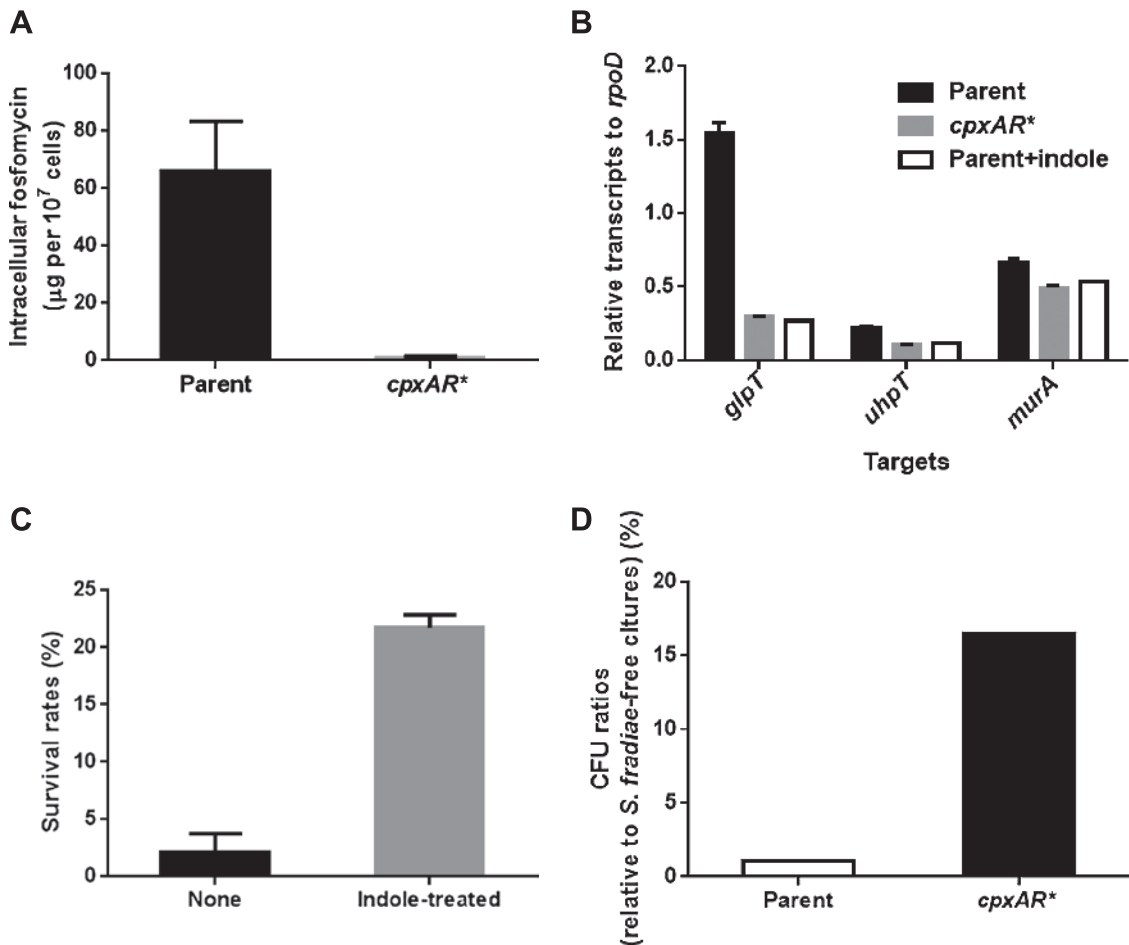 A
Intracellular fosfomycin
(µg per 10⁷ cells)
100
80
60
40
20
0
Parent
cpxAR*
B
Relative transcripts to rpoD
2.0
1.5
1.0
0.5
0.0
Parent
cpxAR*
Parent+indole
glpT
uhpT
murA
Targets
C
Survival rates (%)
25
20
15
10
5
0
None
Indole-treated
D
CFU ratios
(relative to S. fradiae-free cltures) (%)
20
15
10
5
0
Parent
cpxAR*